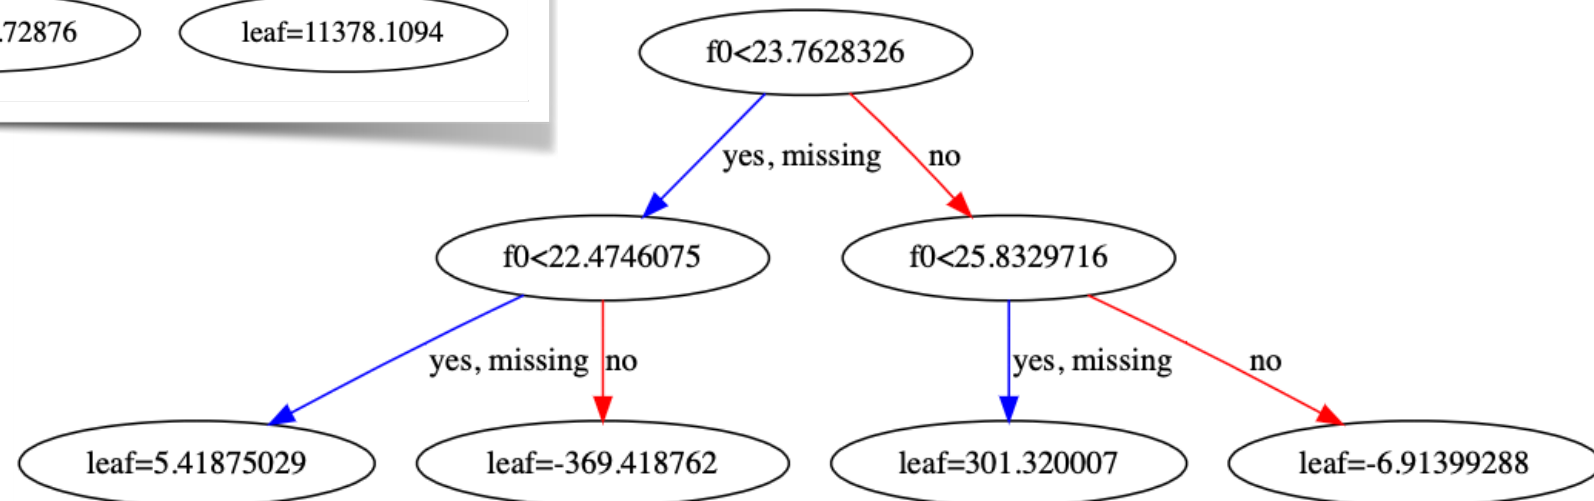 .72876
leaf=11378.1094
f0<23.7628326
yes, missing
no
f0<22.4746075
f0<25.8329716
yes, missing
no
yes, missing
no
leaf=5.41875029
leaf=-369.418762
leaf=301.320007
leaf=-6.91399288